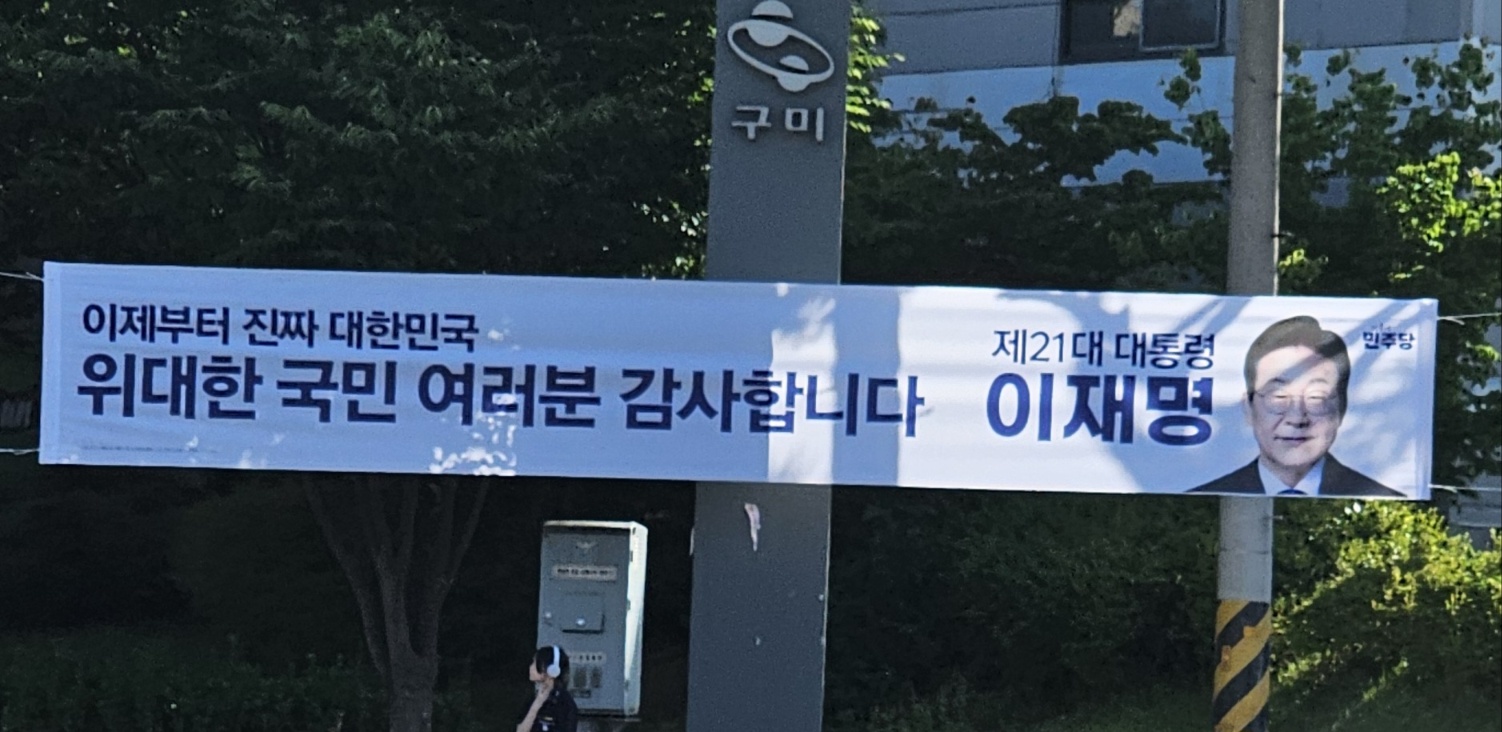 구미
이제부터 진짜 대한민국
위대한 국민 여러분 감사합니다
제21대 대통령
이재명
민주당